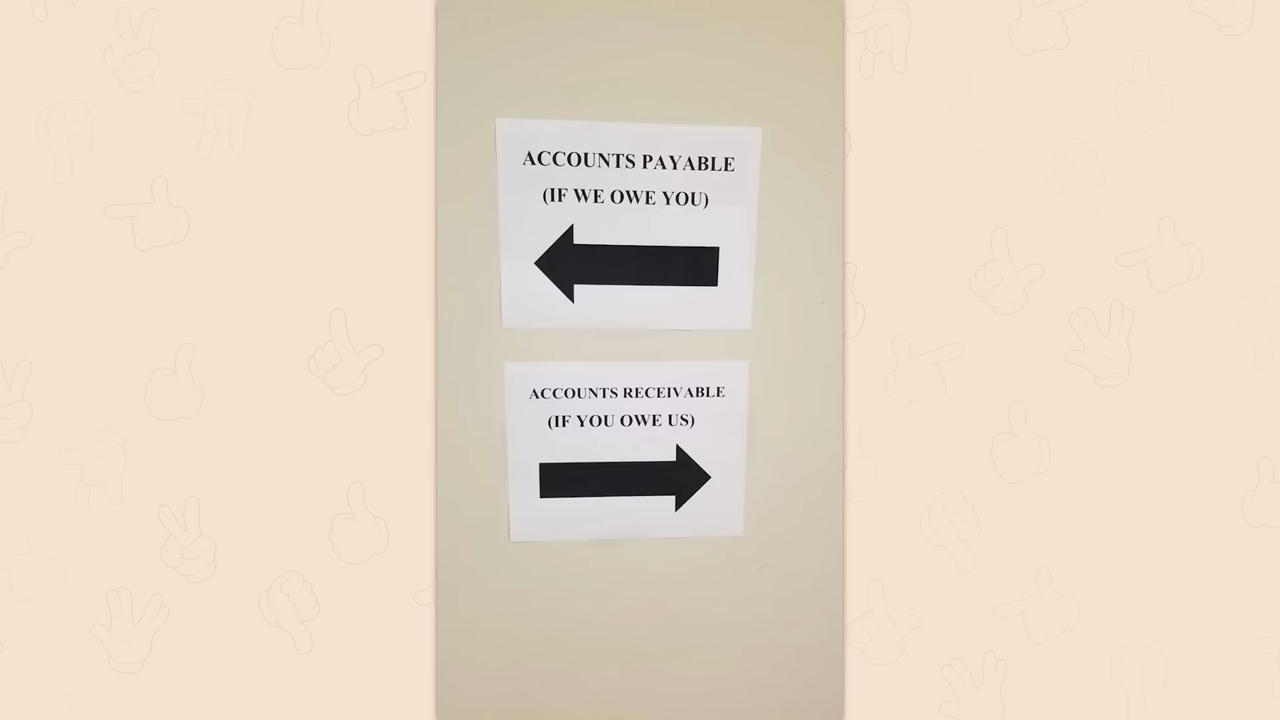 ACCOUNTS PAYABLE
(IF WE OWE YOU)
ACCOUNTS RECEIVABLE
(IF YOU OWE US)